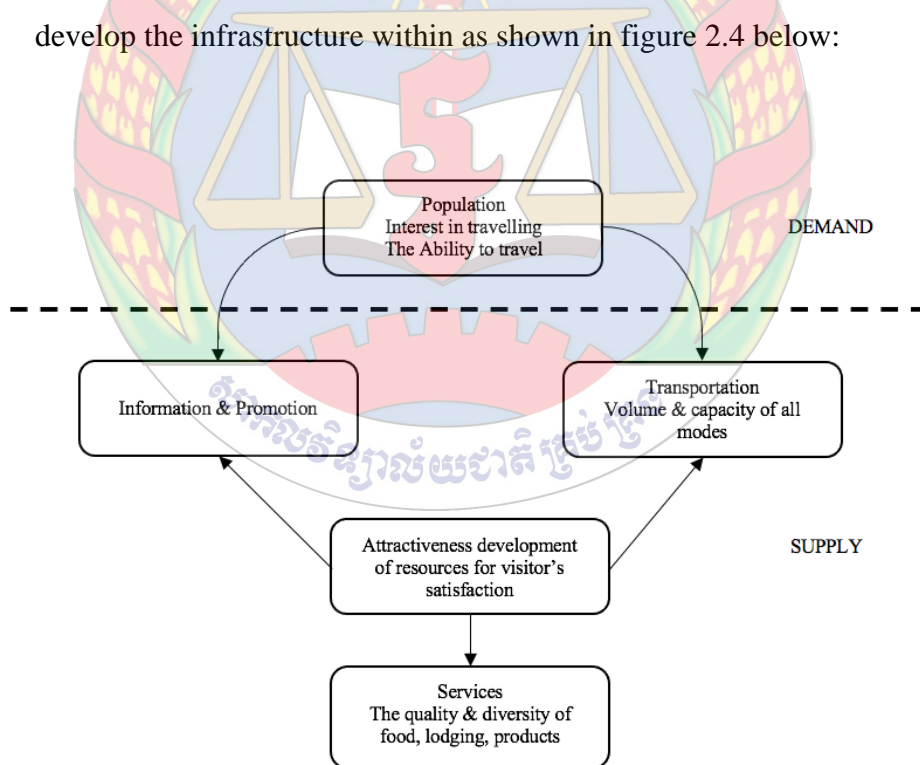 develop the infrastructure within as shown in figure 2.4 below:
Population
Interest in travelling
The Ability to travel
DEMAND
Information & Promotion
Transportation
Volume & capacity of all
modes
Attractiveness development
of resources for visitor's
satisfaction
SUPPLY
Services
The quality & diversity of
food, lodging, products